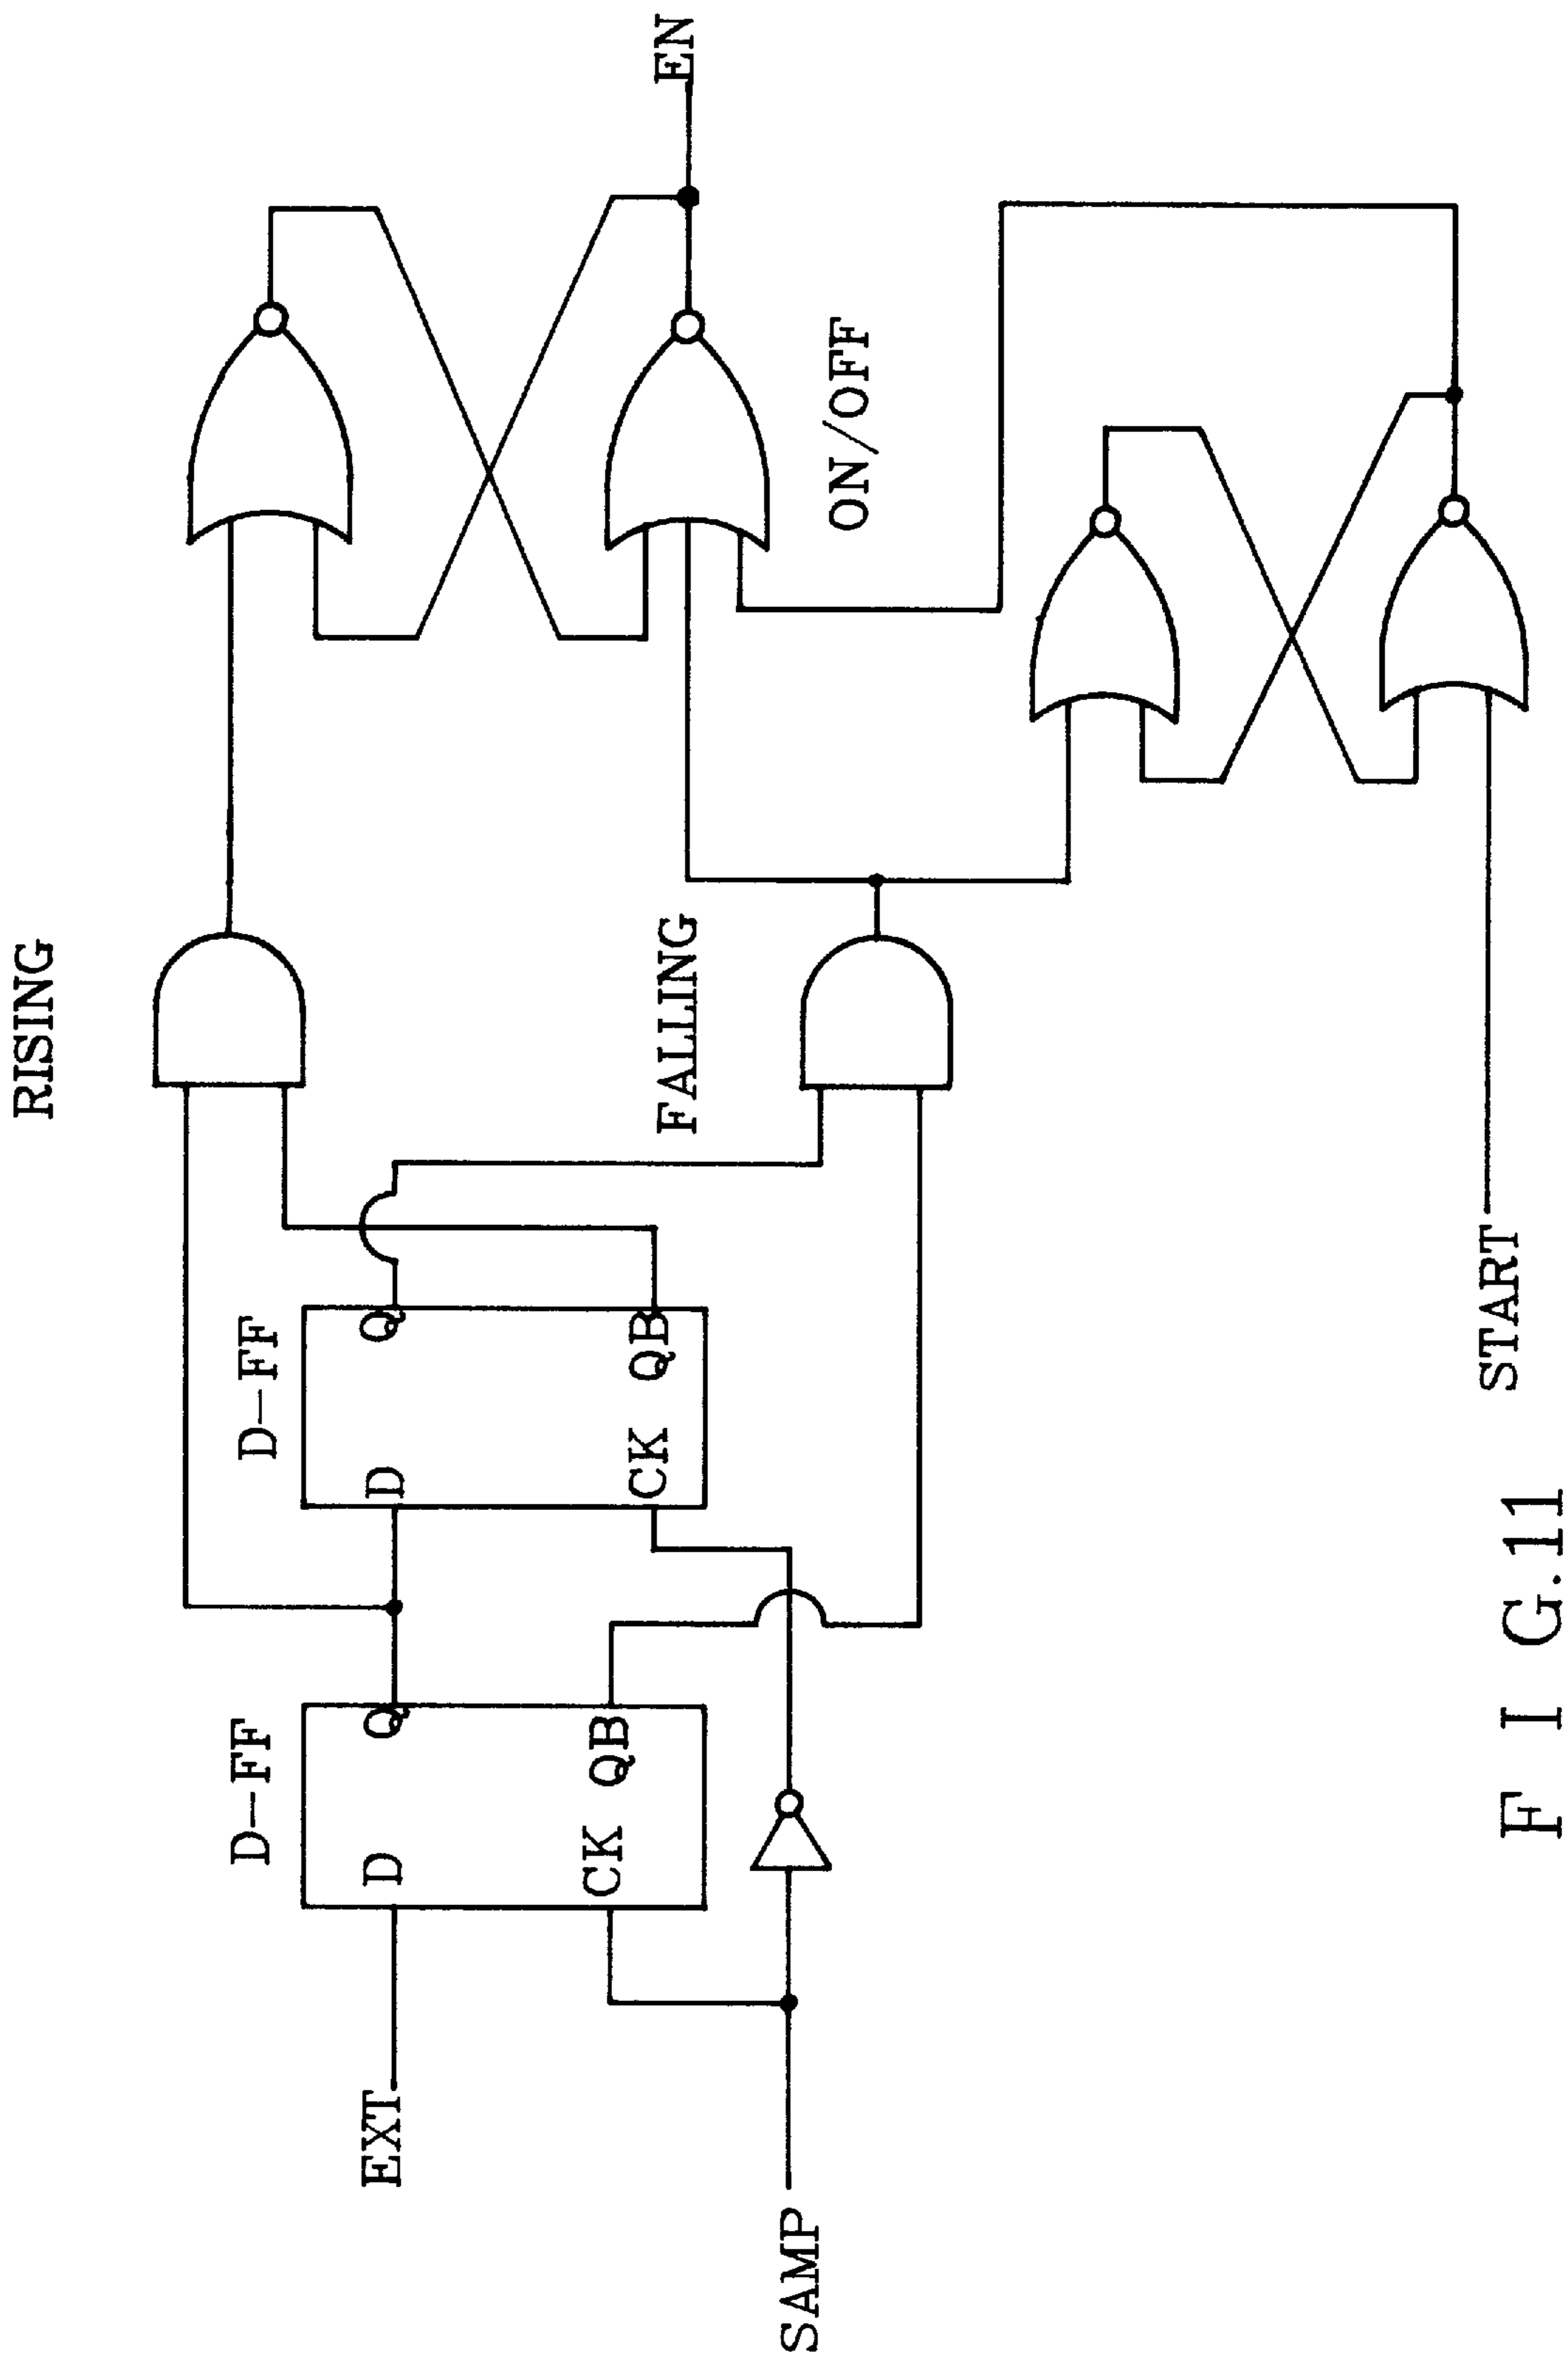 RISING
D-FF
D-FF
EXT
D
Q
D
Q
CK
QB
CK
QB
FALLING
EN
SAMP
ON/OFF
START
F I G.11